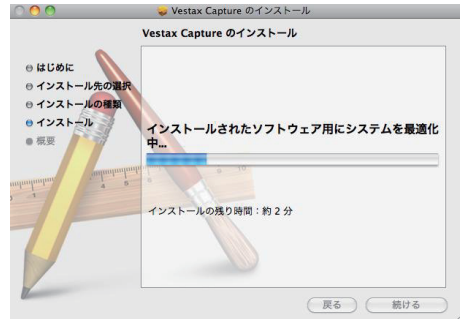 Vestax Capture のインストール
Vestax Capture のインストール
はじめに
インストール先の選択
インストールの種類
インストール
概要
インストールされたソフトウェア用にシステムを最適化
中...
インストールの残り時間：約 2 分
戻る
続ける